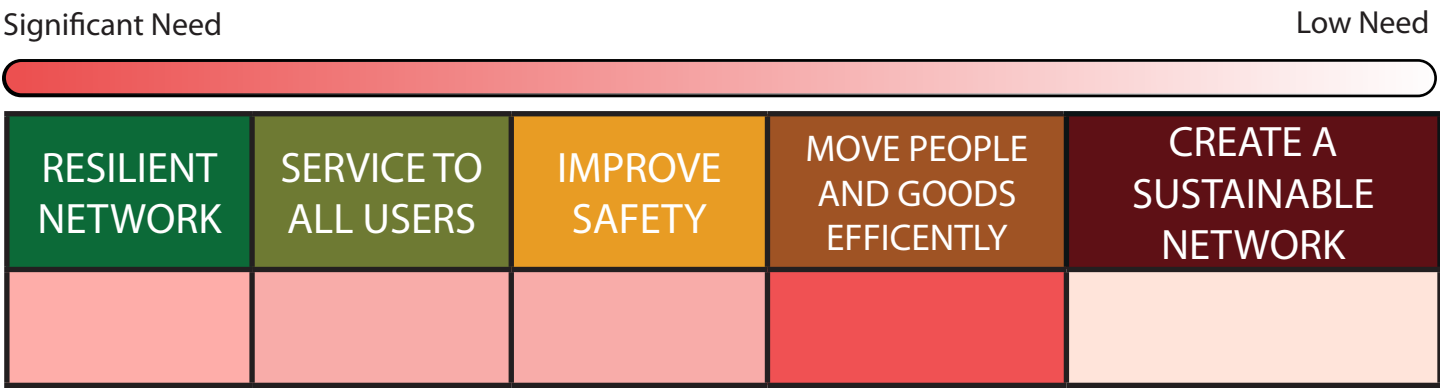 Significant Need
Low Need
RESILIENT
NETWORK
SERVICE TO
ALL USERS
IMPROVE
SAFETY
MOVE PEOPLE
AND GOODS
EFFICENTLY
CREATE A
SUSTAINABLE
NETWORK